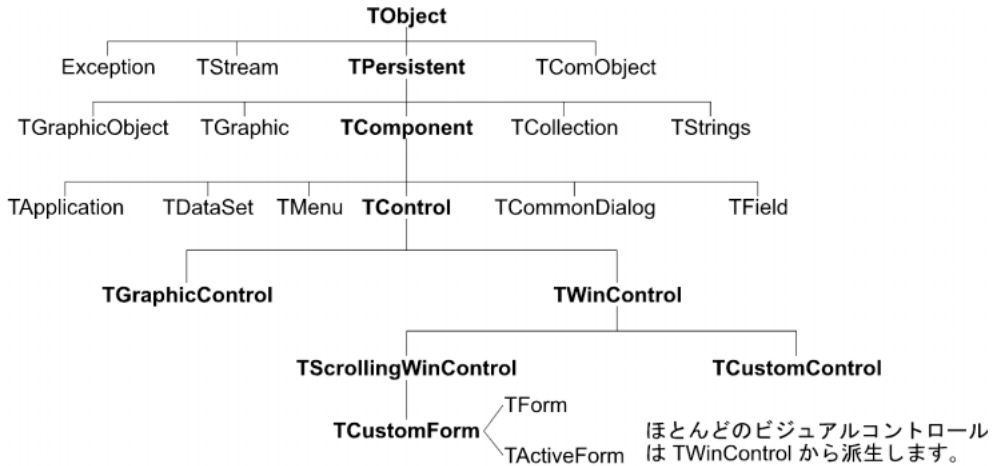 TObject
Exception TStream TPersistent TComObject
TGraphicObject TGraphic TComponent TCollection TStrings
TApplication TDataSet TMenu TControl TCommonDialog TField
TGraphicControl TWinControl
TScrollingWinControl TCustomControl
TForm
TCustomForm
TActiveForm
ほとんどのビジュアルコントロール
は TWinControl から派生します。